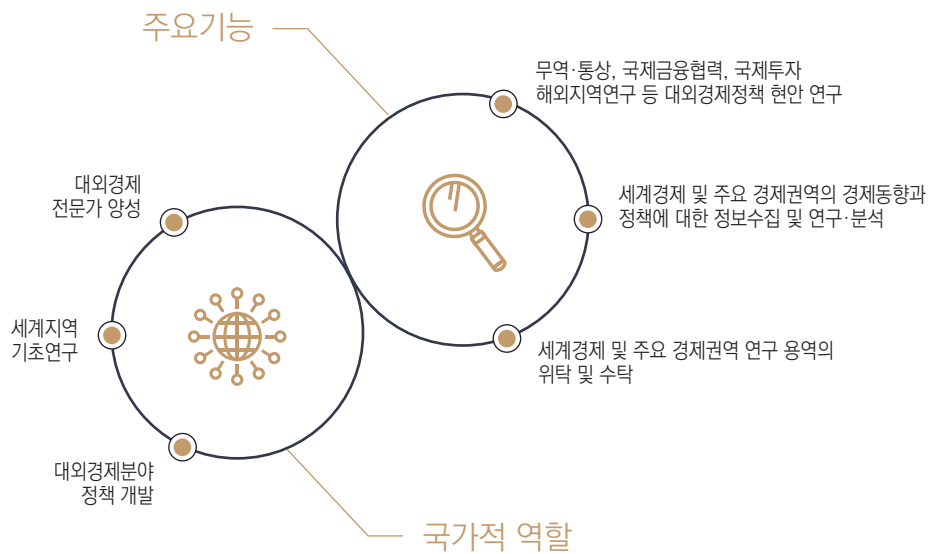 주요기능
무역·통상, 국제금융협력, 국제투자
해외지역연구 등 대외경제정책 현안 연구
세계경제 및 주요 경제권역의 경제동향과
정책에 대한 정보수집 및 연구·분석
세계경제 및 주요 경제권역 연구 용역의
위탁 및 수탁
대외경제
전문가 양성
세계지역
기초연구
대외경제분야
정책 개발
국가적 역할